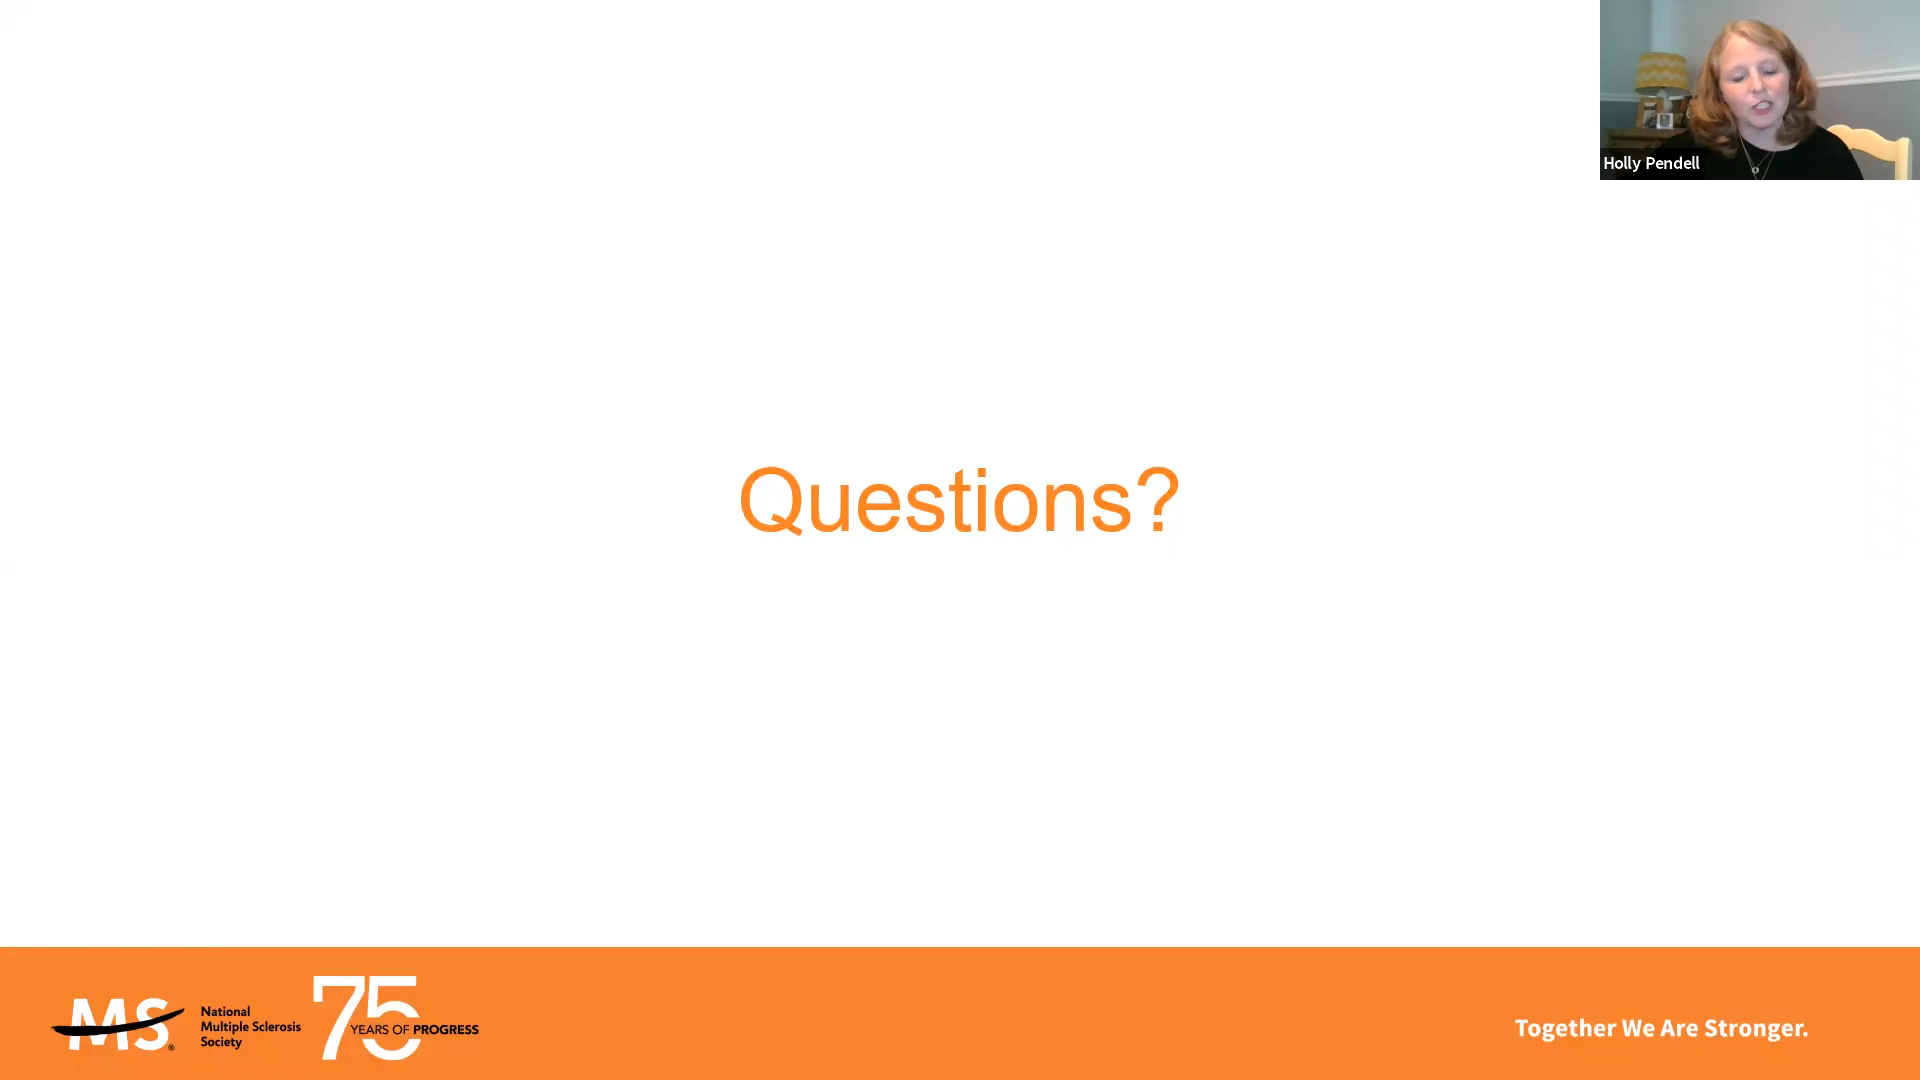 Holly Pendell
Questions?
MS®
National
Multiple Sclerosis
Society
75
YEARS OF PROGRESS
Together We Are Stronger.